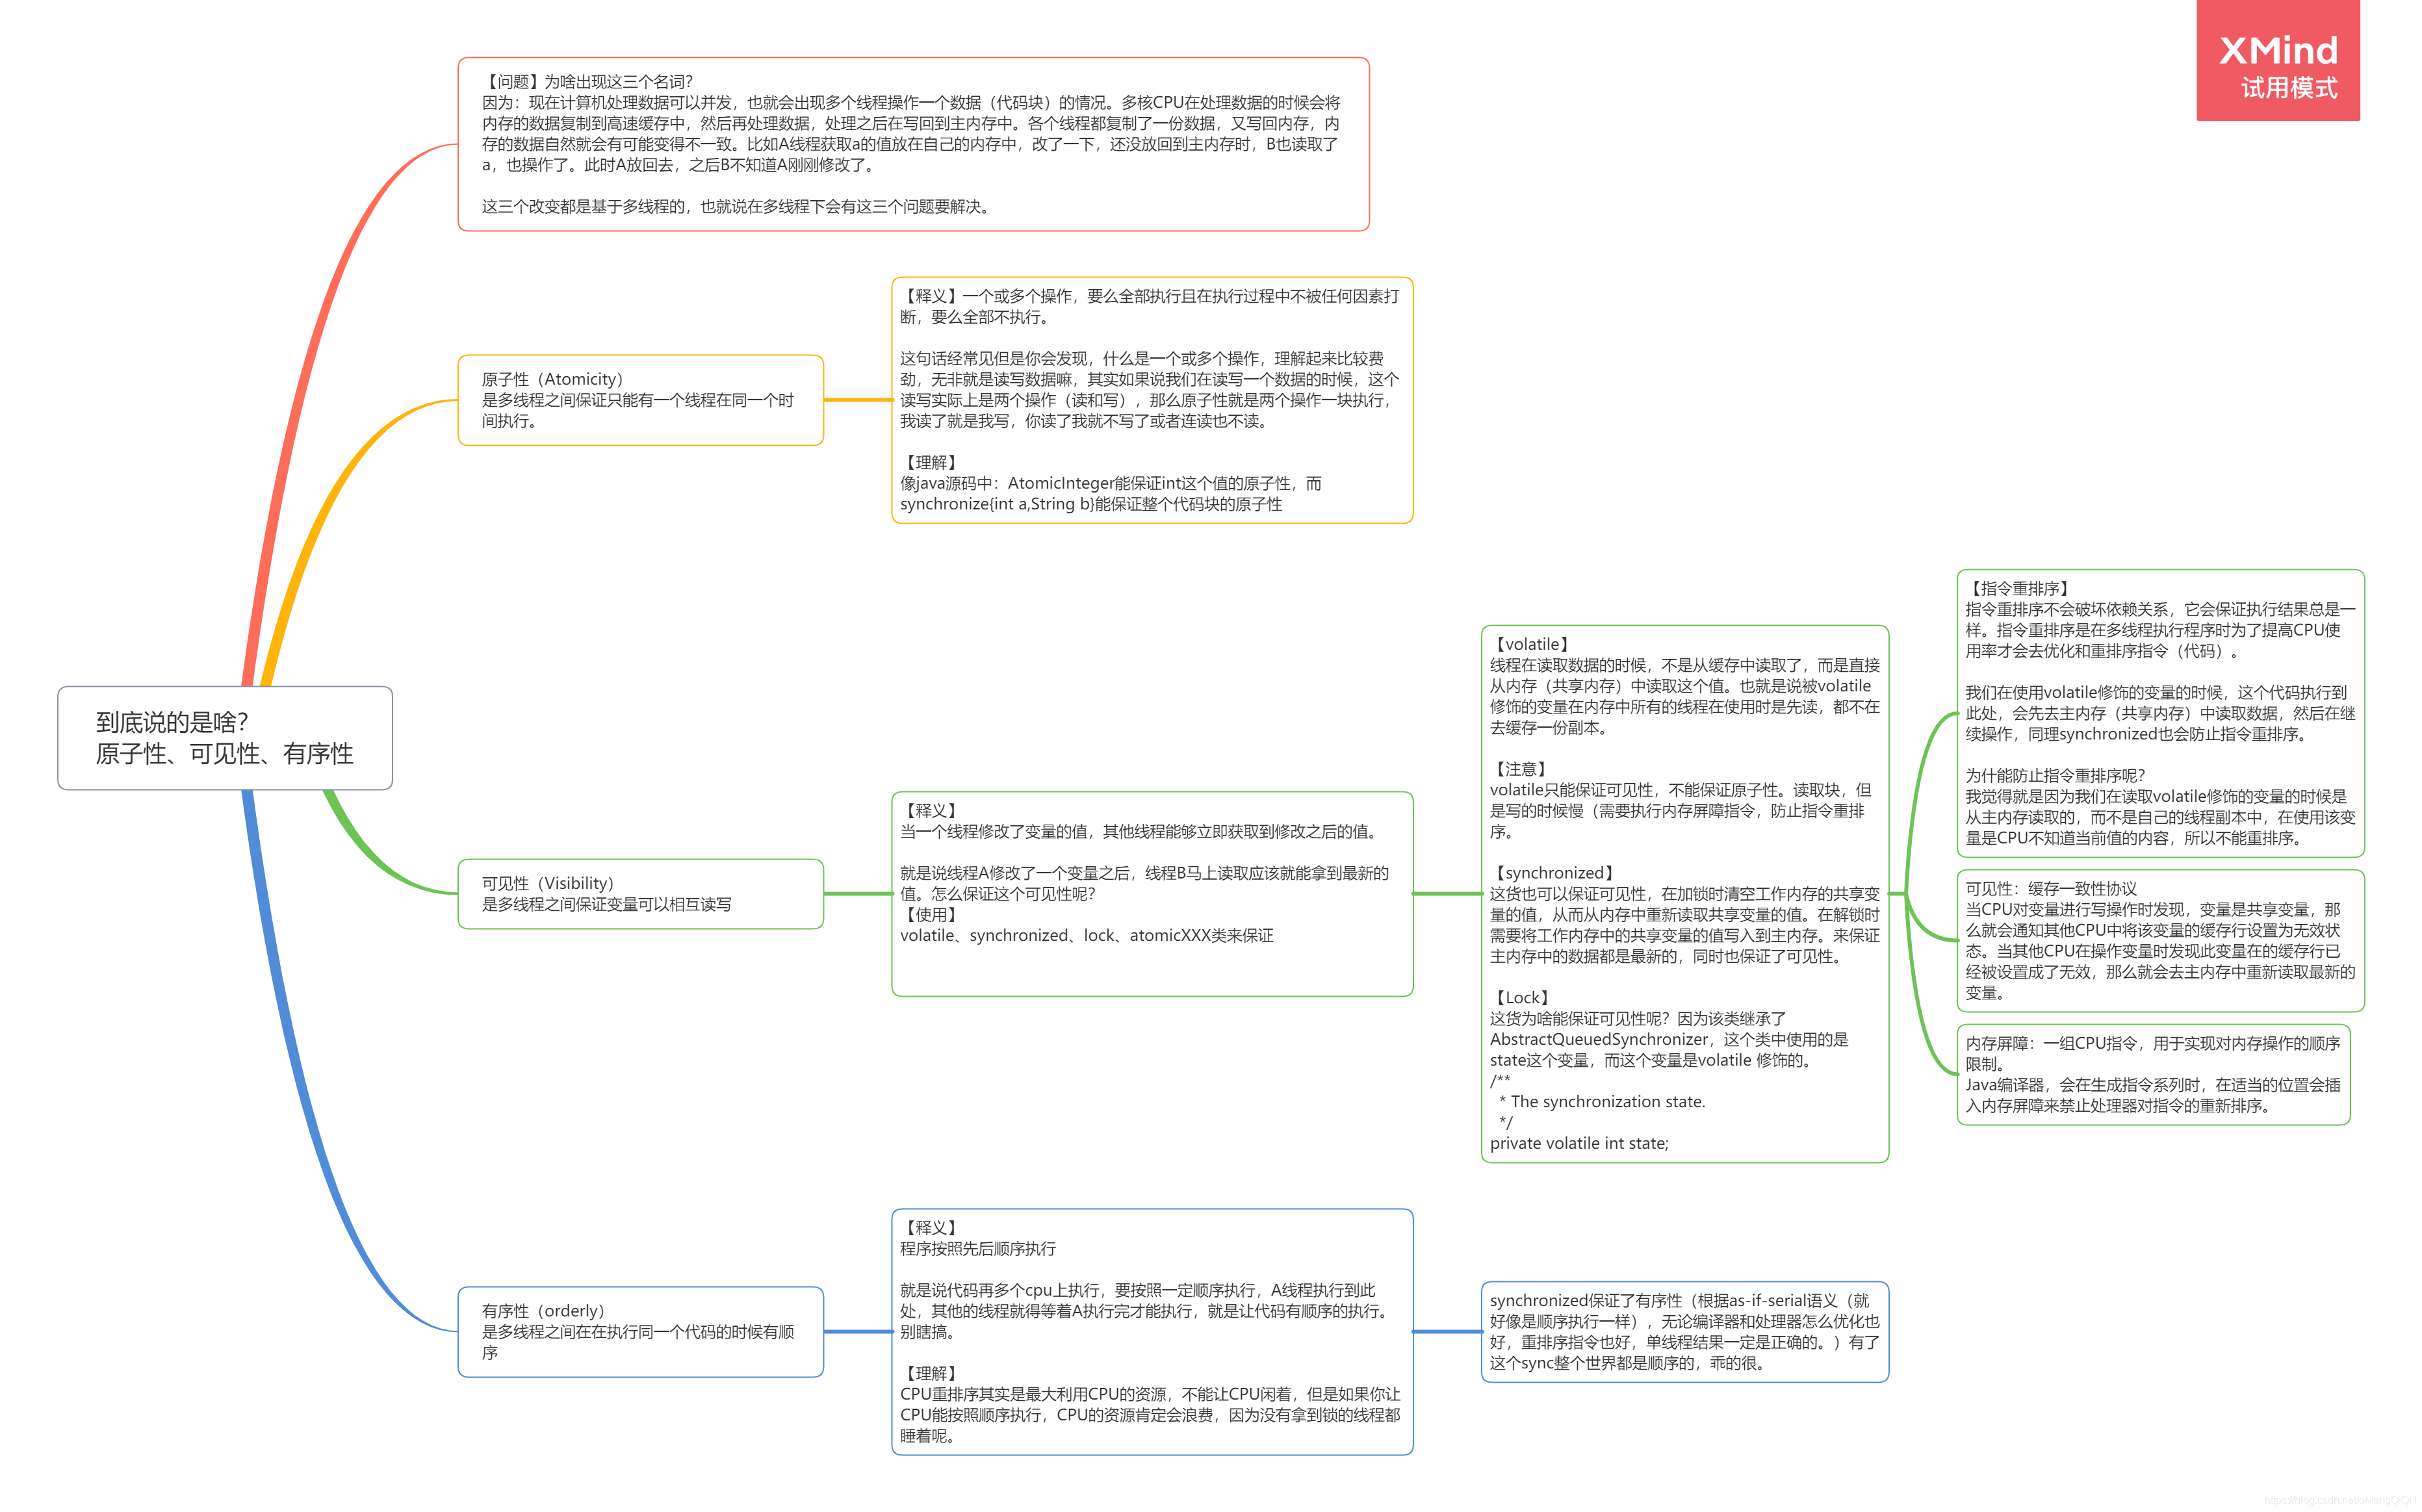 XMind
试用模式
【问题】为啥出现这三个名词？
因为：现在计算机处理数据可以并发，也就会出现多个线程操作一个数据（代码块）的情况。多核CPU在处理数据的时候会将
内存的数据复制到高速缓存中，然后再处理数据，处理之后在写回到主内存中。各个线程都复制了一份数据，又写回内存，内
存的数据自然就会有可能变得不一致。比如A线程获取a的值放在自己的内存中，改了一下，还没放回到主内存时，B也读取了
a，也操作了。此时A放回去，之后B不知道A刚刚修改了。
这三个改变都是基于多线程的，也就说在多线程下会有这三个问题要解决。
到底说的是啥？
原子性、可见性、有序性
原子性（Atomicity）
是多线程之间保证只能有一个线程在同一个时
间执行。
【释义】一个或多个操作，要么全部执行且在执行过程中不被任何因素打
断，要么全部不执行。
这句话经常见但是你会发现，什么是一个或多个操作，理解起来比较费
劲，无非就是读写数据嘛，其实如果说我们在读写一个数据的时候，这个
读写实际上是两个操作（读和写），那么原子性就是两个操作一块执行，
我读了就是我写，你读了我就不写了或者连读也不读。
【理解】
像java源码中：AtomicInteger能保证int这个值的原子性，而
synchronize{int a,String b}能保证整个代码块的原子性
可见性（Visibility）
是多线程之间保证变量可以相互读写
【释义】
当一个线程修改了变量的值，其他线程能够立即获取到修改之后的值。
就是说线程A修改了一个变量之后，线程B马上读取应该就能拿到最新的
值。怎么保证这个可见性呢？
【使用】
volatile、synchronized、lock、atomicXXX类来保证
【volatile】
线程在读取数据的时候，不是从缓存中读取了，而是直接
从内存（共享内存）中读取这个值。也就是说被volatile
修饰的变量在内存中所有的线程在使用时是先读，都不在
去缓存一份副本。
【注意】
volatile只能保证可见性，不能保证原子性。读取块，但
是写的时候慢（需要执行内存屏障指令，防止指令重排
序。
【synchronized】
这货也可以保证可见性，在加锁时清空工作内存的共享变
量的值，从而从内存中重新读取共享变量的值。在解锁时
需要将工作内存中的共享变量的值写入到主内存。来保证
主内存中的数据都是最新的，同时也保证了可见性。
【Lock】
这货为啥能保证可见性呢？因为该类继承了
AbstractQueuedSynchronizer，这个类中使用的是
state这个变量，而这个变量是volatile 修饰的。
/**
* The synchronization state.
*/
private volatile int state;
【指令重排序】
指令重排序不会破坏依赖关系，它会保证执行结果总是一
样。指令重排序是在多线程执行程序时为了提高CPU使
用率才会去优化和重排序指令（代码）。
我们在使用volatile修饰的变量的时候，这个代码执行到
此处，会先去主内存（共享内存）中读取数据，然后在继
续操作，同理synchronized也会防止指令重排序。
为什能防止指令重排序呢？
我觉得就是因为我们在读取volatile修饰的变量的时候是
从主内存读取的，而不是自己的线程副本中，在使用该变
量是CPU不知道当前值的内容，所以不能重排序。
可见性：缓存一致性协议
当CPU对变量进行写操作时发现，变量是共享变量，那
么就会通知其他CPU中将该变量的缓存行设置为无效状
态。当其他CPU在操作变量时发现此变量在的缓存行已
经被设置成了无效，那么就会去主内存中重新读取最新的
变量。
内存屏障：一组CPU指令，用于实现对内存操作的顺序
限制。
Java编译器，会在生成指令系列时，在适当的位置会插
入内存屏障来禁止处理器对指令的重新排序。
有序性（orderly）
是多线程之间在在执行同一个代码的时候有顺
序
【释义】
程序按照先后顺序执行
就是说代码再多个cpu上执行，要按照一定顺序执行，A线程执行到此
处，其他的线程就得等着A执行完才能执行，就是让代码有顺序的执行。
别瞎搞。
【理解】
CPU重排序其实是最大利用CPU的资源，不能让CPU闲着，但是如果你让
CPU能按照顺序执行，CPU的资源肯定会浪费，因为没有拿到锁的线程都
睡着呢。
synchronized保证了有序性（根据as-if-serial语义（就
好像是顺序执行一样），无论编译器和处理器怎么优化也
好，重排序指令也好，单线程结果一定是正确的。）有了
这个sync整个世界都是顺序的，乖的很。